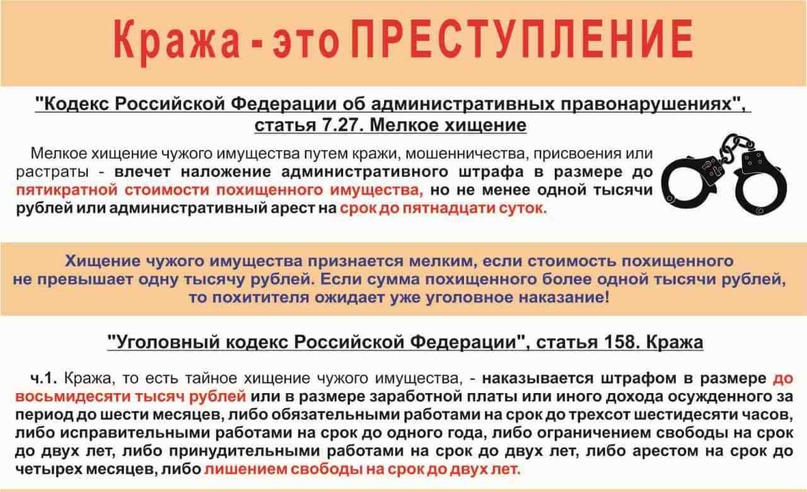 Кража - это ПРЕСТУПЛЕНИЕ
"Кодекс Российской Федерации об административных правонарушениях",
статья 7.27. Мелкое хищение
Мелкое хищение чужого имущества путем кражи, мошенничества, присвоения или
растраты - влечет наложение административного штрафа в размере до
пятикратной стоимости похищенного имущества, но не менее одной тысячи
рублей или административный арест на срок до пятнадцати суток.
Хищение чужого имущества признается мелким, если стоимость похищенного
не превышает одну тысячу рублей. Если сумма похищенного более одной тысячи рублей,
то похитителя ожидает уже уголовное наказание!
"Уголовный кодекс Российской Федерации", статья 158. Кража
ч.1. Кража, то есть тайное хищение чужого имущества, - наказывается штрафом в размере до
восьмидесяти тысяч рублей или в размере заработной платы или иного дохода осужденного за
период до шести месяцев, либо обязательными работами на срок до трехсот шестидесяти часов,
либо исправительными работами на срок до одного года, либо ограничением свободы на срок
до двух лет, либо принудительными работами на срок до двух лет, либо арестом на срок до
четырех месяцев, либо лишением свободы на срок до двух лет.